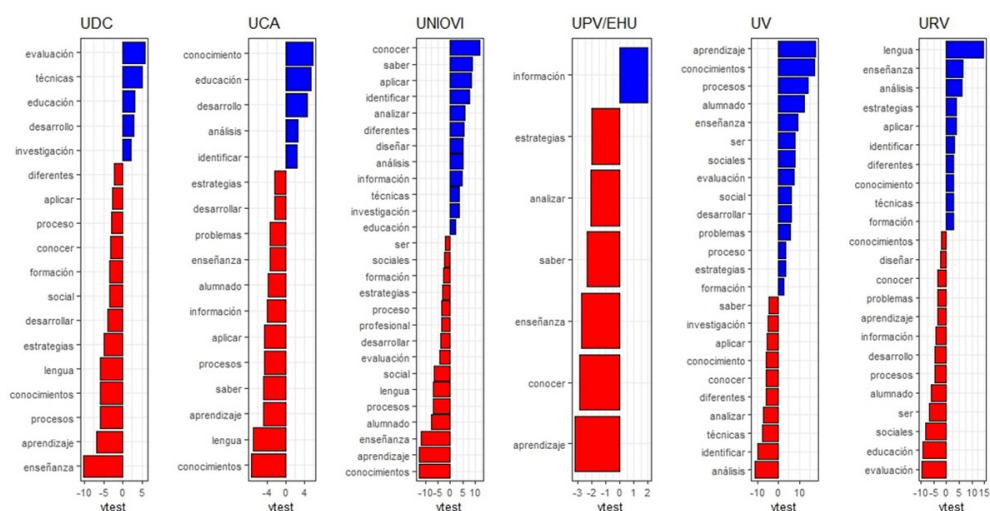 UDC
evaluación
técnicas
educación
desarrollo
investigación
diferentes
aplicar
proceso
conocer
formación
social
desarrollar
estrategias
lengua
conocimientos
procesos
aprendizaje
enseñanza
-10 -5 0 5
vtest
UCA
conocimiento
educación
desarrollo
análisis
identificar
estrategias
desarrollar
problemas
enseñanza
alumnado
información
aplicar
procesos
saber
aprendizaje
lengua
conocimientos
-4 0 4
vtest
UNIOVI
conocer
saber
aplicar
identificar
analizar
diferentes
diseñar
análisis
información
técnicas
investigación
educación
ser
sociales
formación
estrategias
proceso
profesional
desarrollar
evaluación
social
lengua
procesos
alumnado
enseñanza
aprendizaje
conocimientos
-10 -5 0 5 10
vtest
UPV/EHU
información
estrategias
analizar
saber
enseñanza
conocer
aprendizaje
-3 -2 -1 0 1 2
vtest
UV
aprendizaje
conocimientos
procesos
alumnado
enseñanza
ser
sociales
evaluación
social
desarrollar
problemas
proceso
estrategias
formación
saber
investigación
aplicar
conocimiento
conocer
diferentes
analizar
técnicas
identificar
análisis
-10 0 10
vtest
URV
lengua
enseñanza
análisis
estrategias
aplicar
identificar
diferentes
conocimiento
técnicas
formación
conocimientos
diseñar
conocer
problemas
aprendizaje
información
desarrollo
procesos
alumnado
ser
sociales
educación
evaluación
-10 -5 0 5 10 15
vtest